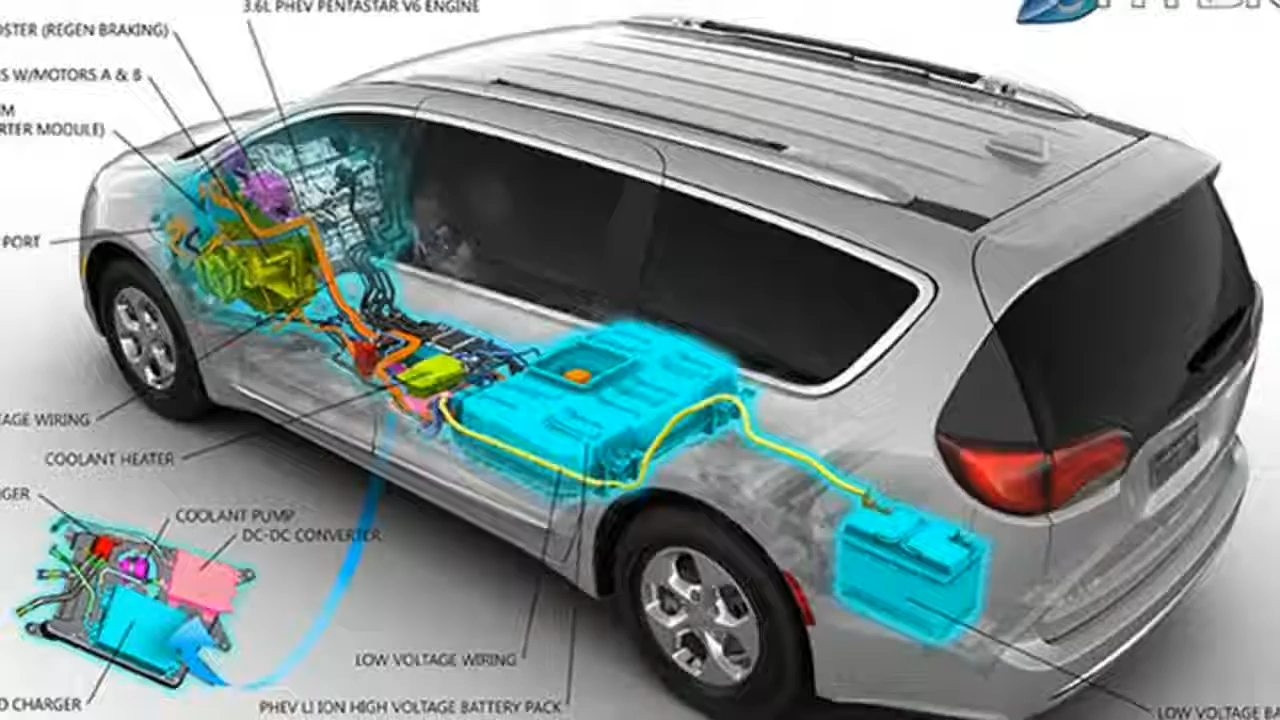 3.6L PHEV PENTASTAR V6 ENGINE
OSTER (REGEN BRAKING)
S W/MOTORS A & B
M
RTER MODULE)
PORT
AGE WIRING
COOLANT HEATER
GER
COOLANT PUMP
DC-DC CONVERTER
LOW VOLTAGE WIRING
D CHARGER
PHEV LI ION HIGH VOLTAGE BATTERY PACK
LOW VOLTAGE BA